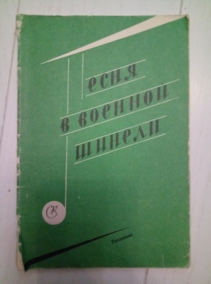 Песня
в военной
шинели